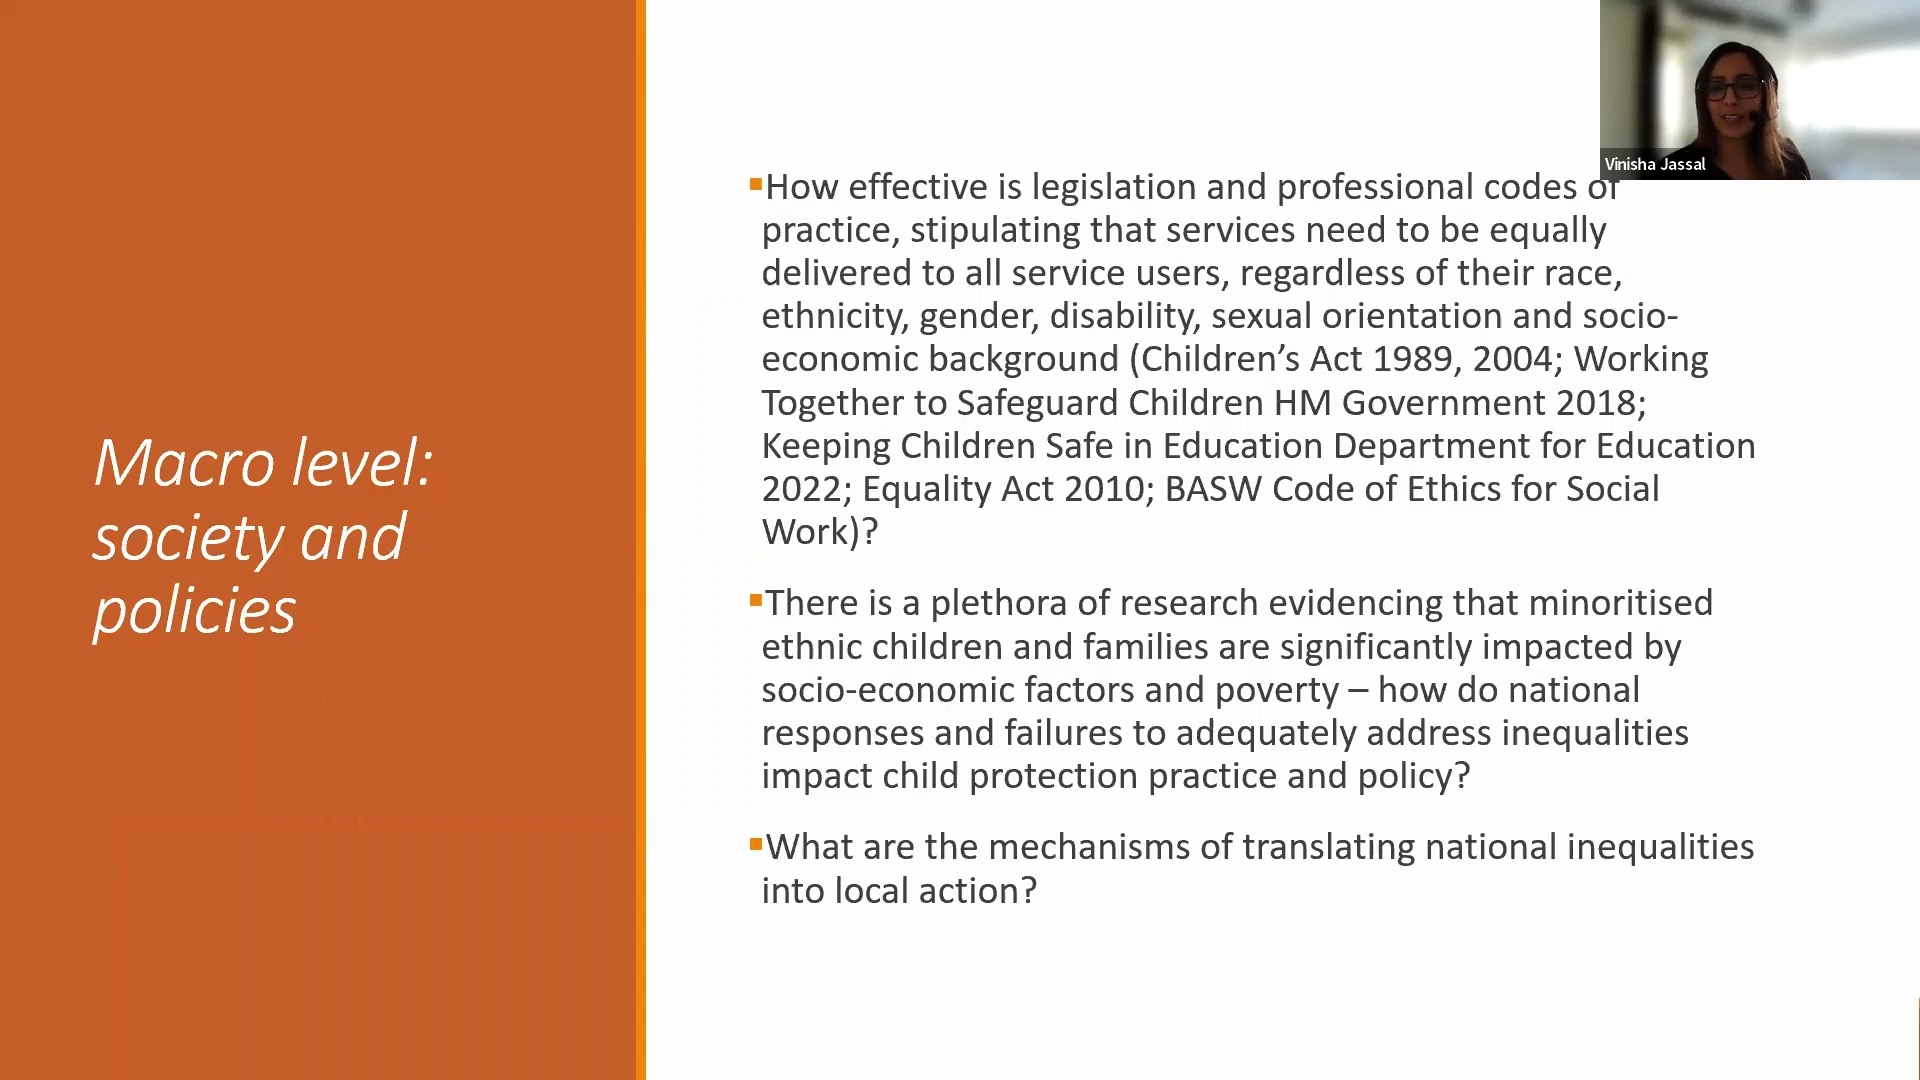 Macro level:
society and
policies
How effective is legislation and professional codes of
practice, stipulating that services need to be equally
delivered to all service users, regardless of their race,
ethnicity, gender, disability, sexual orientation and socio-
economic background (Children’s Act 1989, 2004; Working
Together to Safeguard Children HM Government 2018;
Keeping Children Safe in Education Department for Education
2022; Equality Act 2010; BASW Code of Ethics for Social
Work)?
There is a plethora of research evidencing that minoritised
ethnic children and families are significantly impacted by
socio-economic factors and poverty – how do national
responses and failures to adequately address inequalities
impact child protection practice and policy?
What are the mechanisms of translating national inequalities
into local action?
Vinisha Jassal